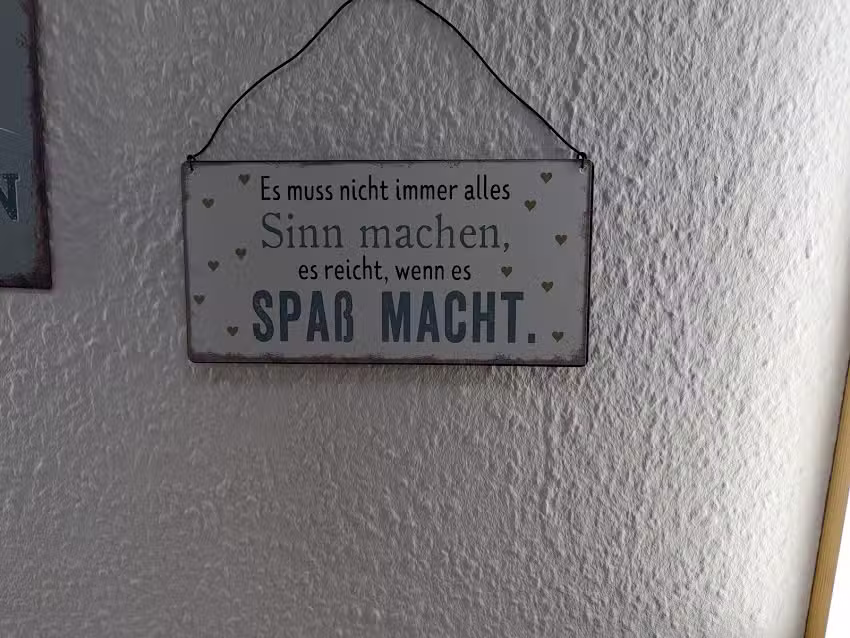 Es muss nicht immer alles
Sinn machen,
es reicht, wenn es
SPAß MACHT.
N